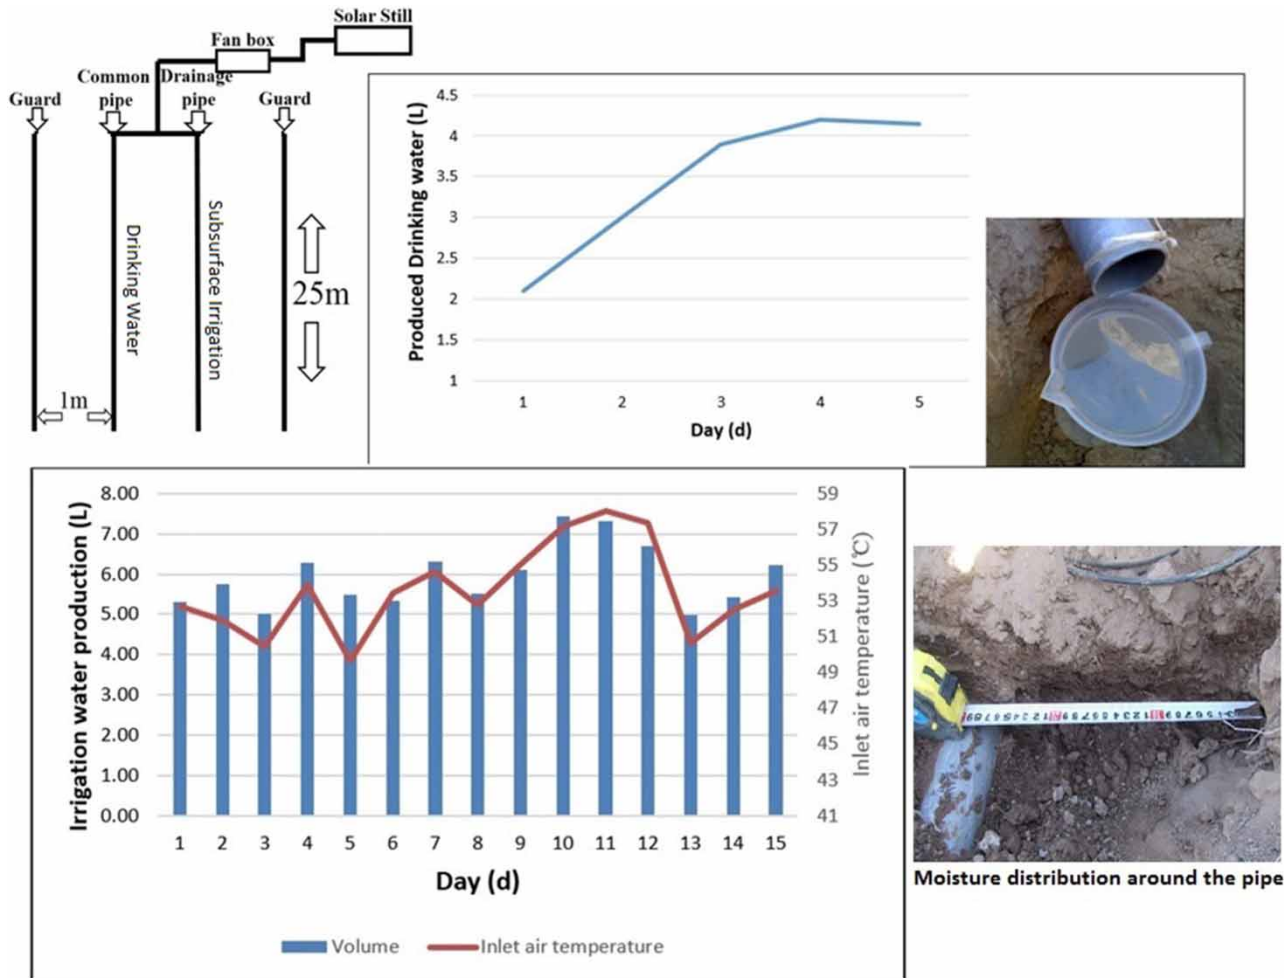 Solar Still
Fan box
Common Drainage
pipe pipe
Guard
Guard
Drinking Water
Subsurface Irrigation
25m
1m
Produced Drinking water (L)
4.5
4
3.5
3
2.5
2
1.5
1
1 2 3 4 5
Day (d)
Irrigation water production (L)
8.00
7.00
6.00
5.00
4.00
3.00
2.00
1.00
0.00
59
57
55
53
51
49
47
45
43
41
Inlet air temperature (℃)
1 2 3 4 5 6 7 8 9 10 11 12 13 14 15
Day (d)
Volume Inlet air temperature
Moisture distribution around the pipe